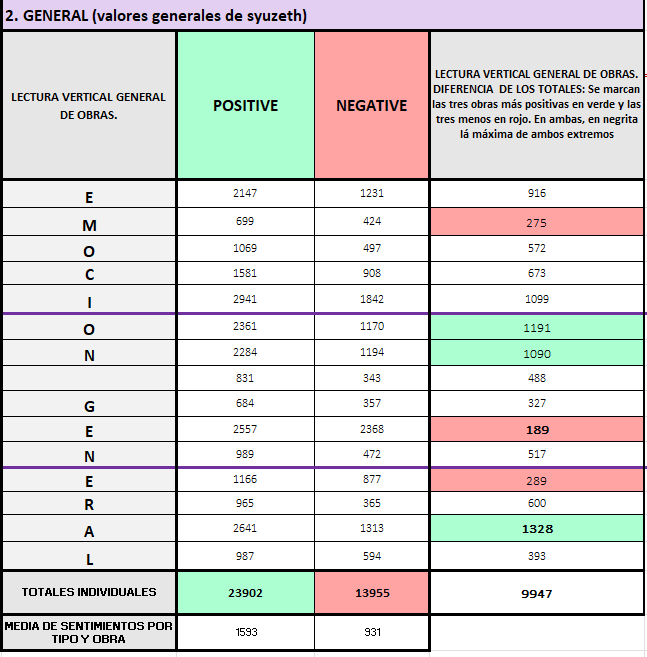 2. GENERAL (valores generales de syuzeth)
LECTURA VERTICAL GENERAL
DE OBRAS.
POSITIVE
NEGATIVE
LECTURA VERTICAL GENERAL DE OBRAS.
DIFERENCIA DE LOS TOTALES: Se marcan
las tres obras más positivas en verde y las
tres menos en rojo. En ambas, en negrita
lá máxima de ambos extremos
E 2147 1231 916
M 699 424 275
O 1069 497 572
C 1581 908 673
I 2941 1842 1099
O 2361 1170 1191
N 2284 1194 1090
831 343 488
G 684 357 327
E 2557 2368 189
N 989 472 517
E 1166 877 289
R 965 365 600
A 2641 1313 1328
L 987 594 393
TOTALES INDIVIDUALES 23902 13955 9947
MEDIA DE SENTIMIENTOS POR
TIPO Y OBRA
1593 931